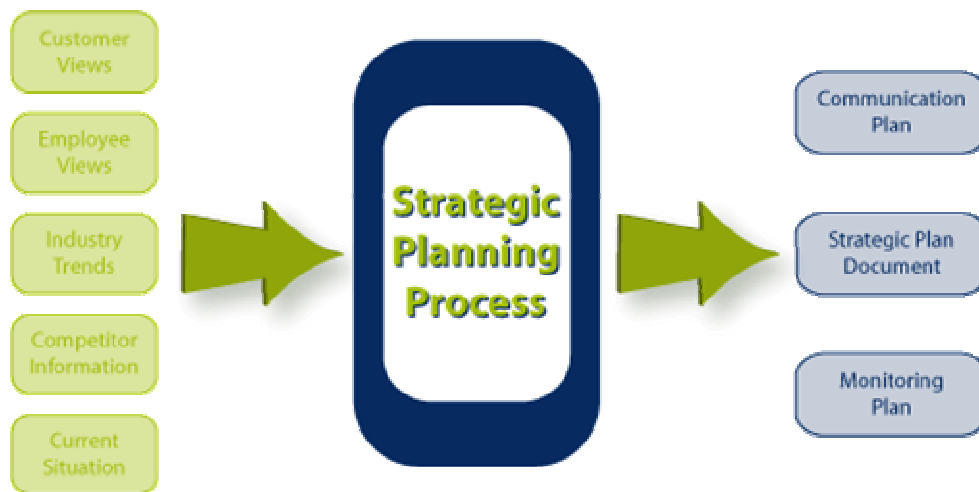 Customer
Views
Employee
Views
Industry
Trends
Competitor
Information
Current
Situation
Strategic
Planning
Process
Communication
Plan
Strategic Plan
Document
Monitoring
Plan